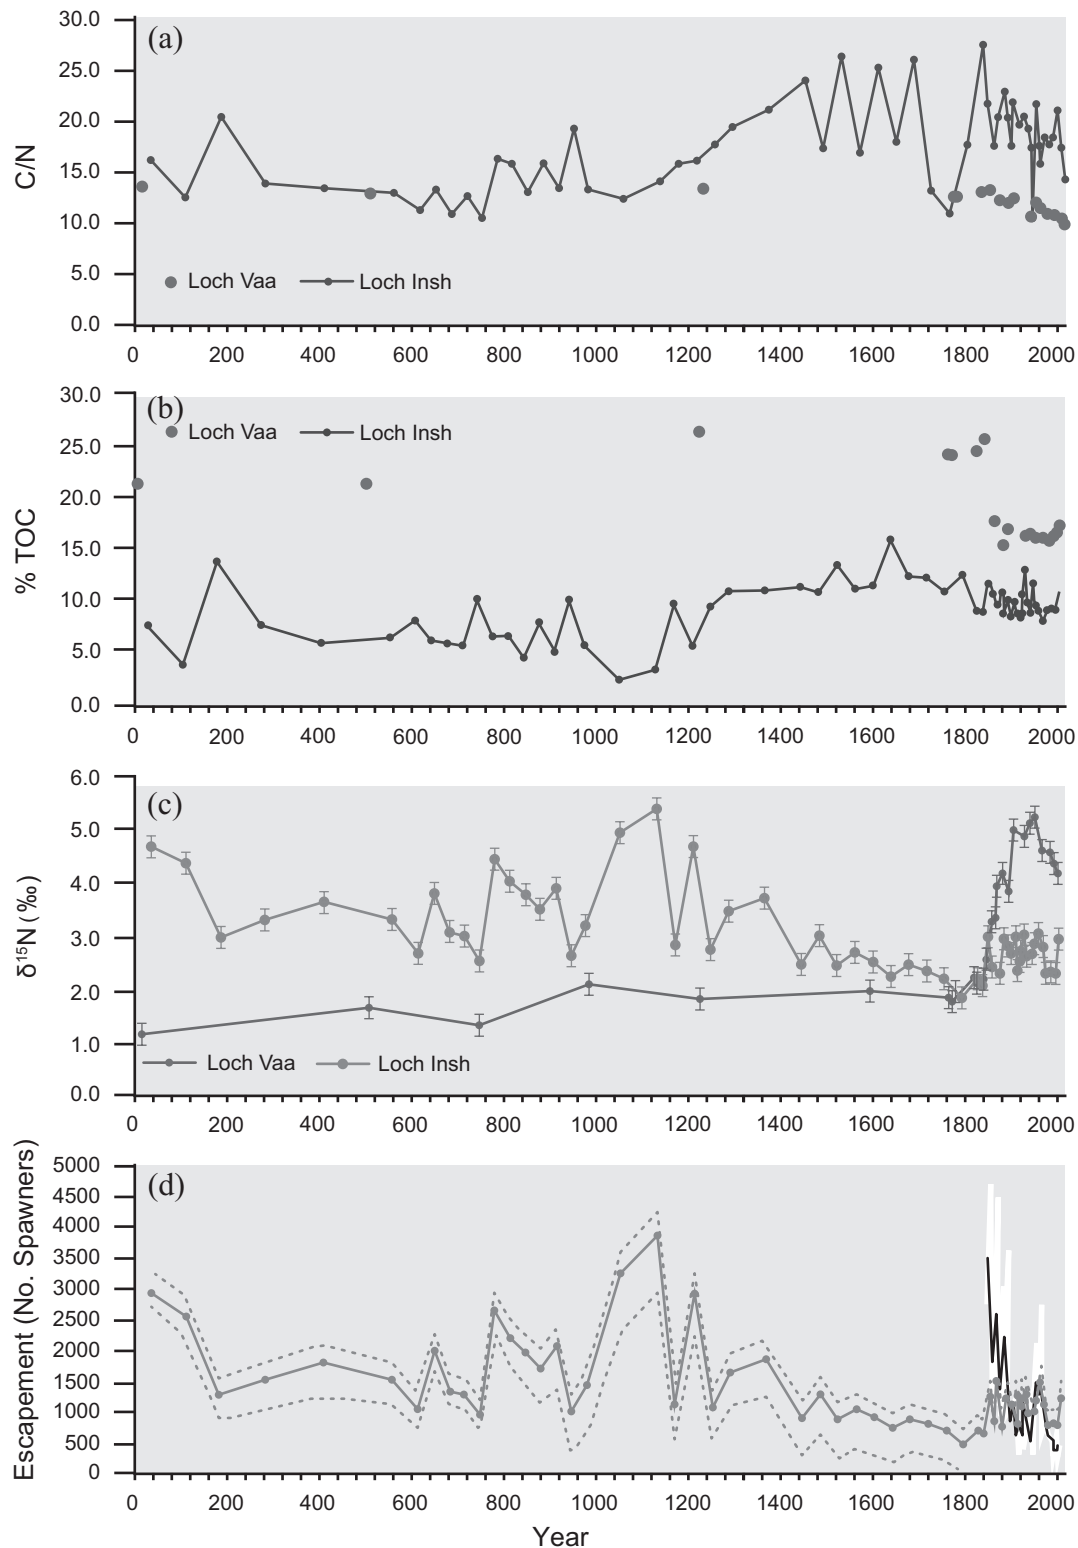 (a)
C/N
30.0
25.0
20.0
15.0
10.0
5.0
0.0
Loch Vaa Loch Insh
0 200 400 600 800 1000 1200 1400 1600 1800 2000
(b)
% TOC
30.0
25.0
20.0
15.0
10.0
5.0
0.0
Loch Vaa Loch Insh
0 200 400 600 800 1000 1200 1400 1600 1800 2000
(c)
δ¹⁵N (‰)
6.0
5.0
4.0
3.0
2.0
1.0
0.0
Loch Vaa Loch Insh
0 200 400 600 800 1000 1200 1400 1600 1800 2000
(d)
Escapement (No. Spawners)
5000
4500
4000
3500
3000
2500
2000
1500
1000
500
0
0 200 400 600 800 1000 1200 1400 1600 1800 2000
Year